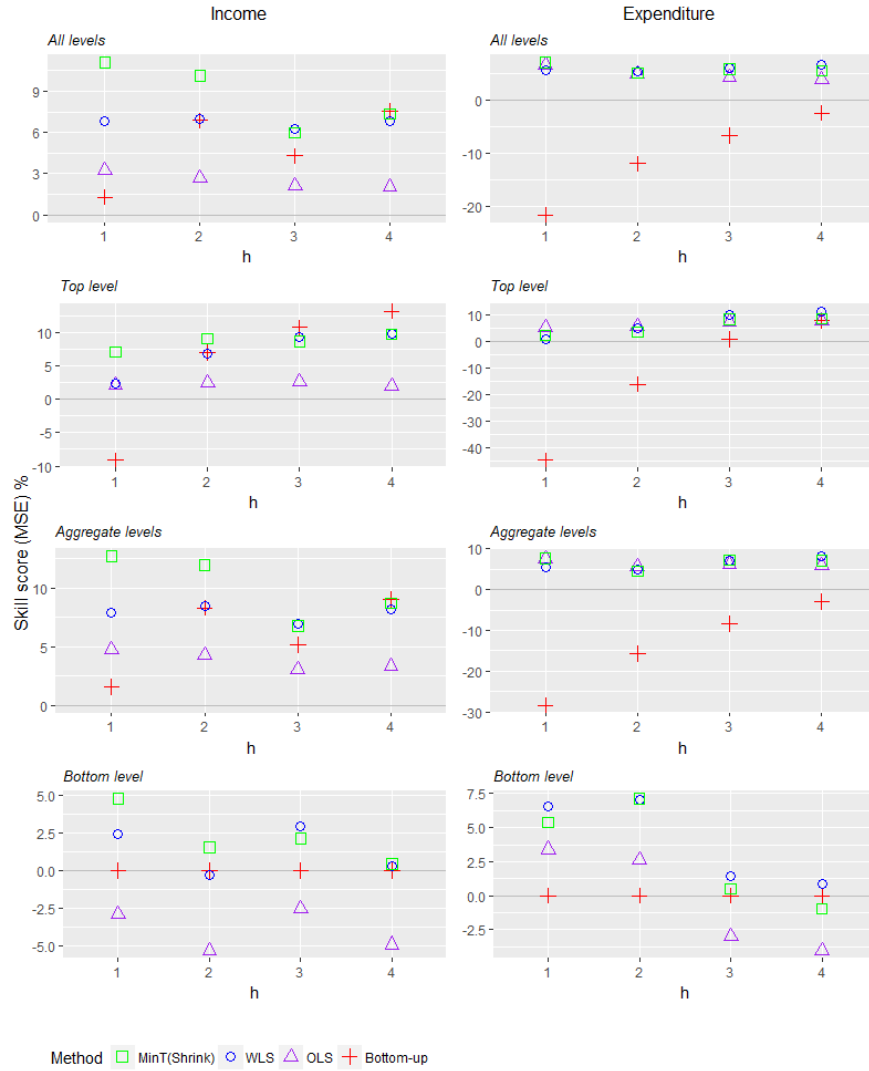 Income
Expenditure
All levels
All levels
9
6
3
0
1 2 3 4
h
0
-10
-20
1 2 3 4
h
Top level
Top level
10
5
0
-5
-10
1 2 3 4
h
10
0
-10
-20
-30
-40
1 2 3 4
h
Skill score (MSE) %
Aggregate levels
Aggregate levels
10
5
0
1 2 3 4
h
10
0
-10
-20
-30
1 2 3 4
h
Bottom level
Bottom level
5.0
2.5
0.0
-2.5
-5.0
1 2 3 4
h
7.5
5.0
2.5
0.0
-2.5
1 2 3 4
h
Method MinT(Shrink) WLS OLS Bottom-up